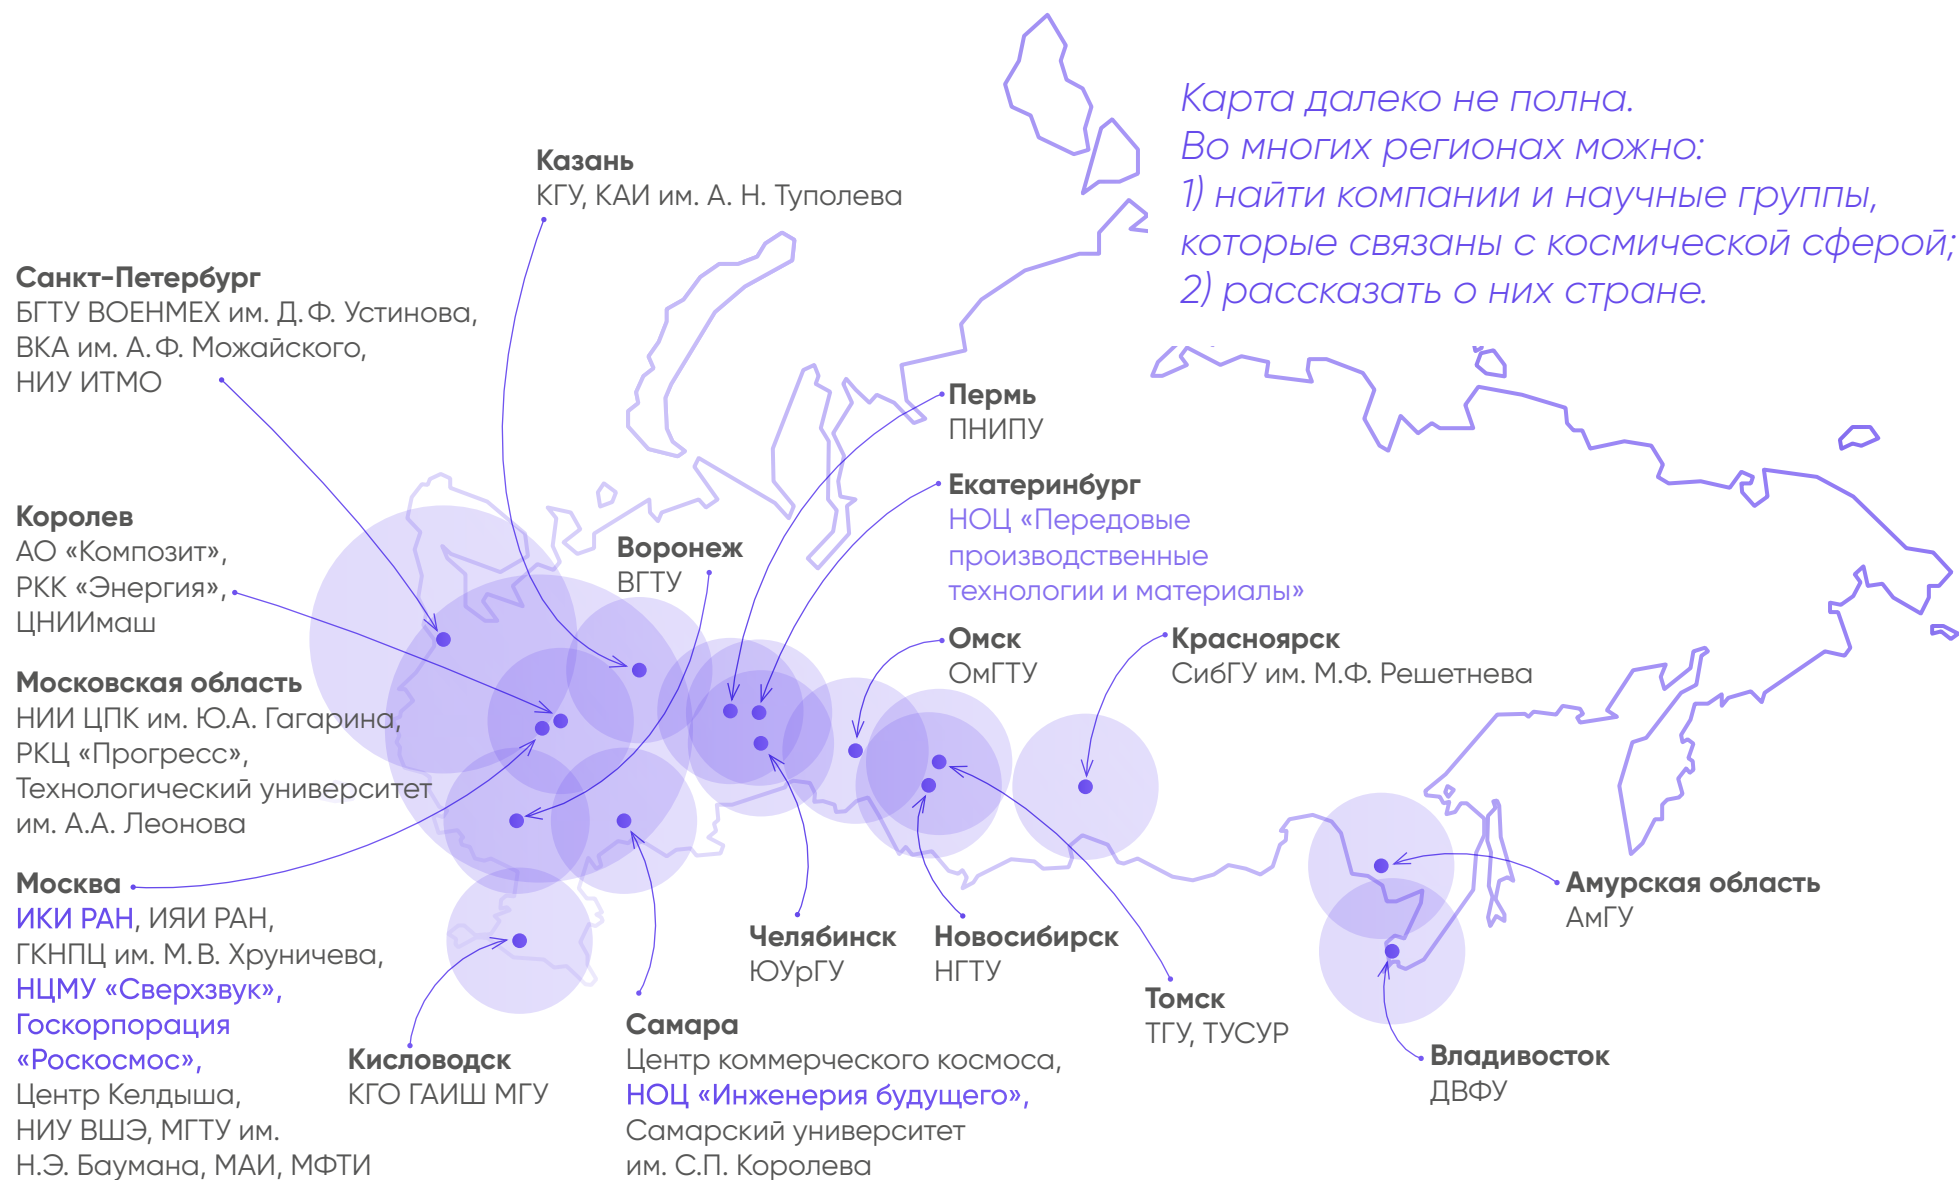 Карта далеко не полна.
Во многих регионах можно:
1) найти компании и научные группы,
которые связаны с космической сферой;
2) рассказать о них стране.
Казань
КГУ, КАИ им. А. Н. Туполева
Санкт-Петербург
БГТУ ВОЕНМЕХ им. Д.Ф. Устинова,
ВКА им. А.Ф. Можайского,
НИУ ИТМО
Пермь
ПНИПУ
Екатеринбург
НОЦ «Передовые
производственные
технологии и материалы»
Королев
АО «Композит»,
РКК «Энергия»,
ЦНИИмаш
Воронеж
ВГТУ
Омск
ОмГТУ
Красноярск
СибГУ им. М.Ф. Решетнева
Московская область
НИИ ЦПК им. Ю.А. Гагарина,
РКЦ «Прогресс»,
Технологический университет
им. А.А. Леонова
Москва
ИКИ РАН, ИЯИ РАН,
ГКНПЦ им. М.В. Хруничева,
НЦМУ «Сверхзвук»,
Госкорпорация
«Роскосмос»,
Центр Келдыша,
НИУ ВШЭ, МГТУ им.
Н.Э. Баумана, МАИ, МФТИ
Кисловодск
КГО ГАИШ МГУ
Самара
Центр коммерческого космоса,
НОЦ «Инженерия будущего»,
Самарский университет
им. С.П. Королева
Челябинск
ЮУрГУ
Новосибирск
НГТУ
Томск
ТГУ, ТУСУР
Амурская область
АмГУ
Владивосток
ДВФУ